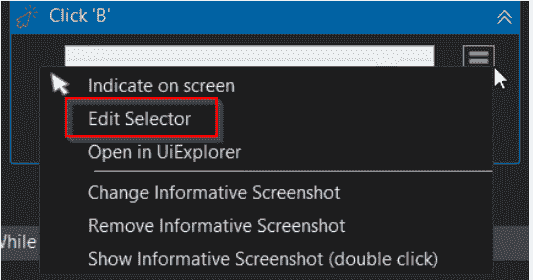 Click 'B'
Indicate on screen
Edit Selector
Open in UiExplorer
Change Informative Screenshot
Remove Informative Screenshot
While
Show Informative Screenshot (double click)